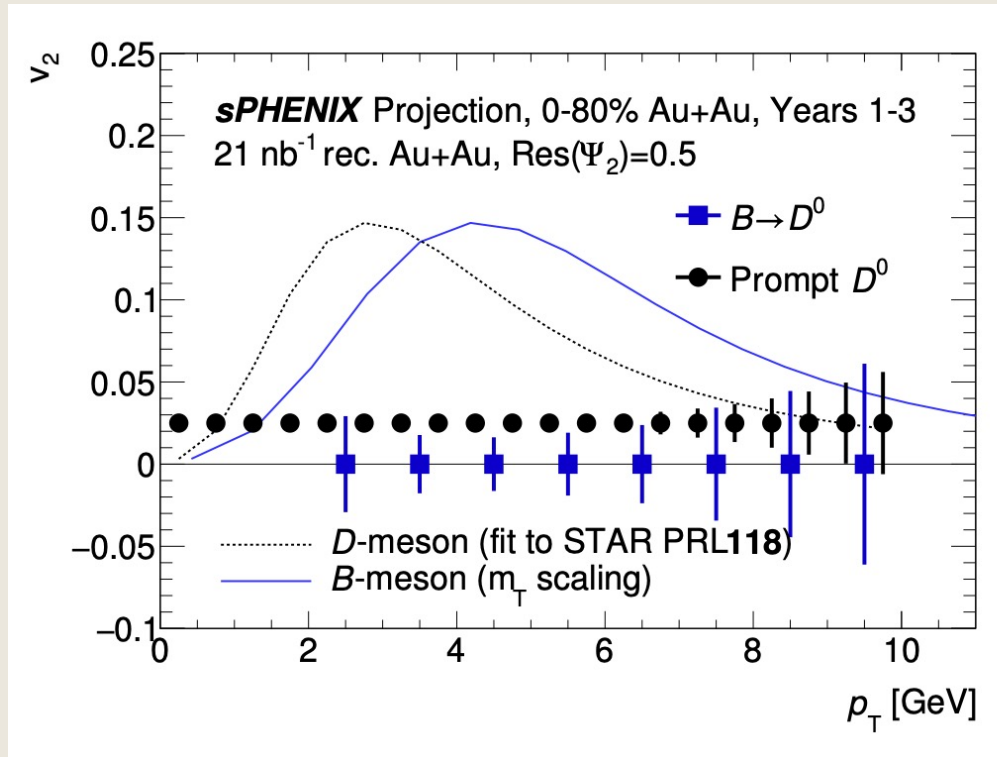 v₂
0.25
0.2
0.15
0.1
0.05
0
−0.05
−0.1
sPHENIX Projection, 0-80% Au+Au, Years 1-3
21 nb⁻¹ rec. Au+Au, Res(Ψ₂)=0.5
B→D⁰
Prompt D⁰
D-meson (fit to STAR PRL118)
B-meson (m_T scaling)
0 2 4 6 8 10
p_T [GeV]